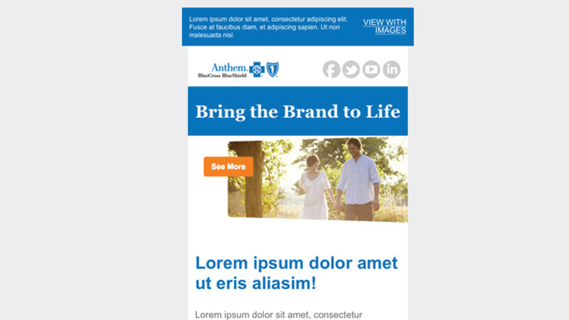 Lorem ipsum dolor sit amet, consectetur adipiscing elit.
Fusce at faucibus diam, et adipiscing sapien. Ut non
malesuada nisl.
VIEW WITH
IMAGES
Anthem.
BlueCross BlueShield
Bring the Brand to Life
See More
Lorem ipsum dolor amet
ut eris aliasim!
Lorem ipsum dolor sit amet, consectetur